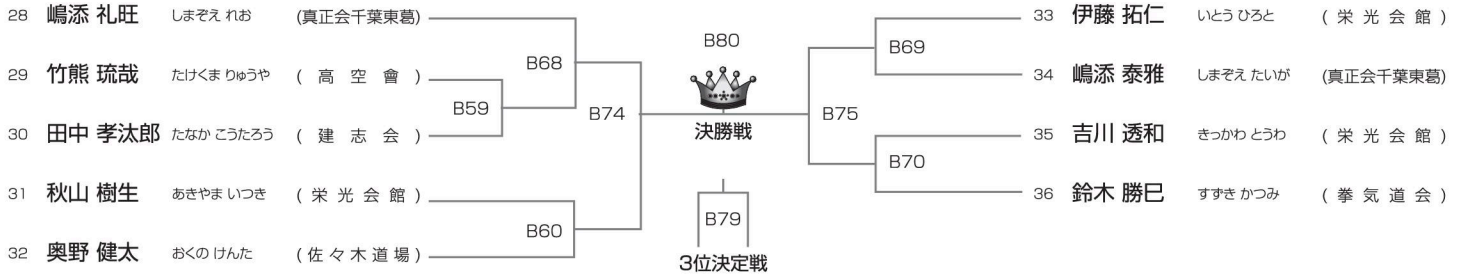 28 嶋添 礼旺 しまぞえ れお (真正会千葉東葛)
29 竹熊 琉哉 たけくま りゅうや (高空會)
30 田中 孝汰郎 たなか こうたろう (建志会)
31 秋山 樹生 あきやま いつき (栄光会館)
32 奥野 健太 おくの けんた (佐々木道場)
B68
B59
B74
B60
B80
決勝戦
B79
3位決定戦
B69
B75
B70
33 伊藤 拓仁 いとう ひろと (栄光会館)
34 嶋添 泰雅 しまぞえ たいが (真正会千葉東葛)
35 吉川 透和 きっかわ とうわ (栄光会館)
36 鈴木 勝巳 すずき かつみ (拳気道会)